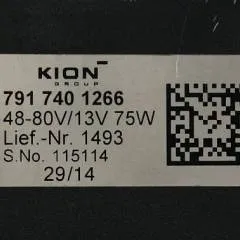 KION
GROUP
791 740 1266
48-80V/13V 75W
Lief.-Nr. 1493
S.No. 115114
29/14